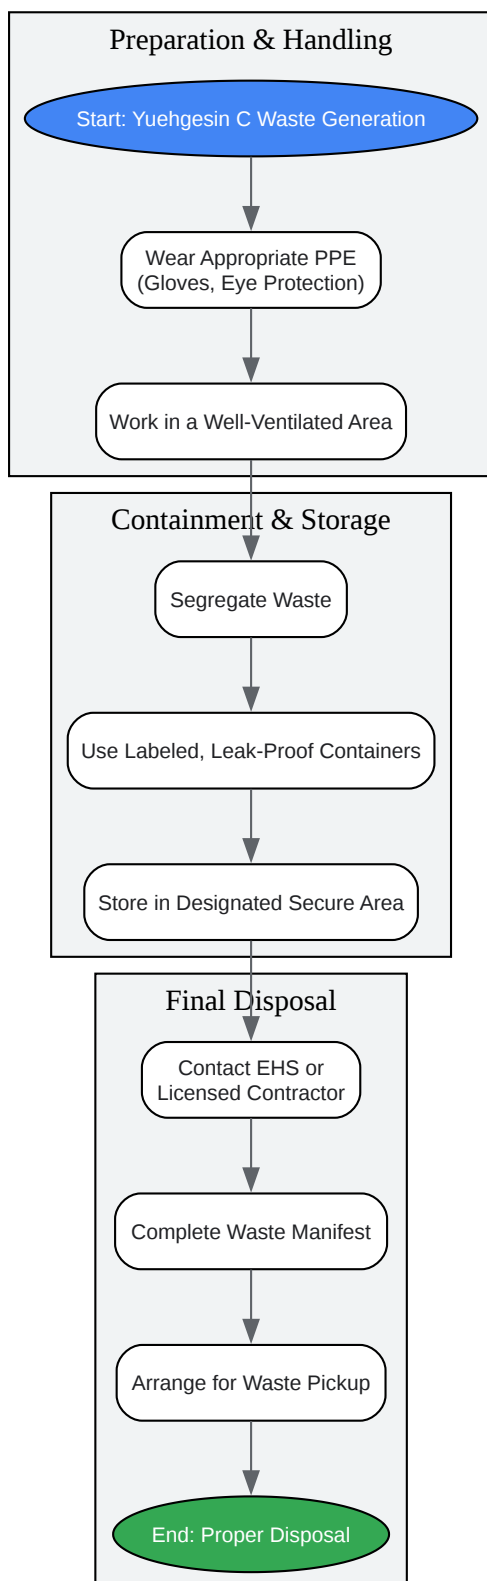 Preparation & Handling
Start: Yuehgesin C Waste Generation
Wear Appropriate PPE
(Gloves, Eye Protection)
Work in a Well-Ventilated Area
Containment & Storage
Segregate Waste
Use Labeled, Leak-Proof Containers
Store in Designated Secure Area
Final Disposal
Contact EHS or
Licensed Contractor
Complete Waste Manifest
Arrange for Waste Pickup
End: Proper Disposal